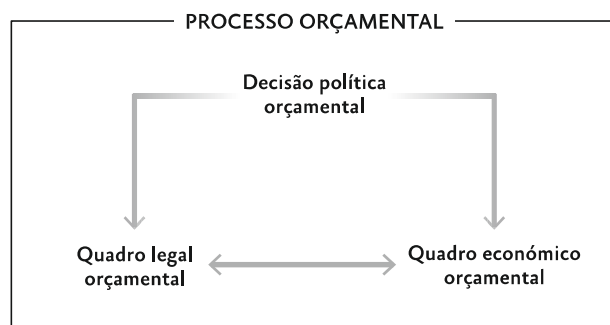 PROCESSO ORÇAMENTAL
Decisão política
orçamental
Quadro legal
orçamental
Quadro económico
orçamental